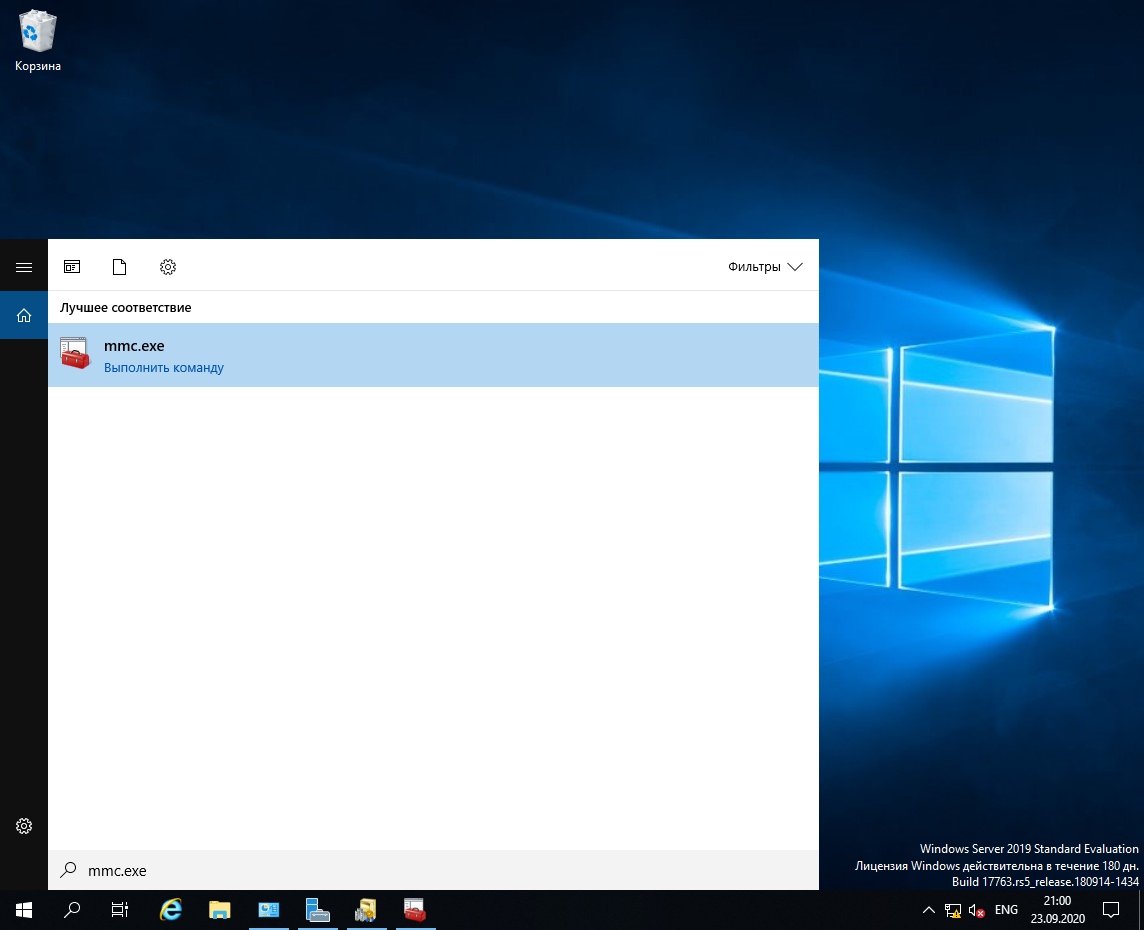 Корзина
Фильтры
Лучшее соответствие
mmc.exe
Выполнить команду
mmc.exe
Windows Server 2019 Standard Evaluation
Лицензия Windows действительна в течение 180 дн.
Build 17763.rs5_release.180914-1434
ENG
21:00
23.09.2020